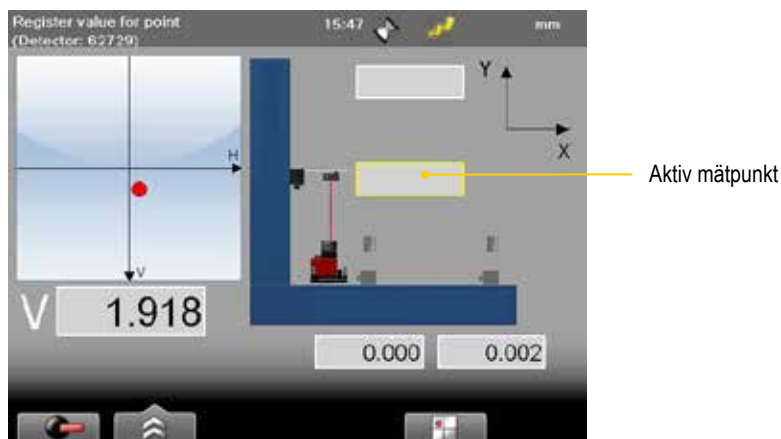 Register value for point
(Detector: 62729)
15:47
mm
Y
X
H
V
V 1.918
0.000 0.002
Aktiv mätpunkt